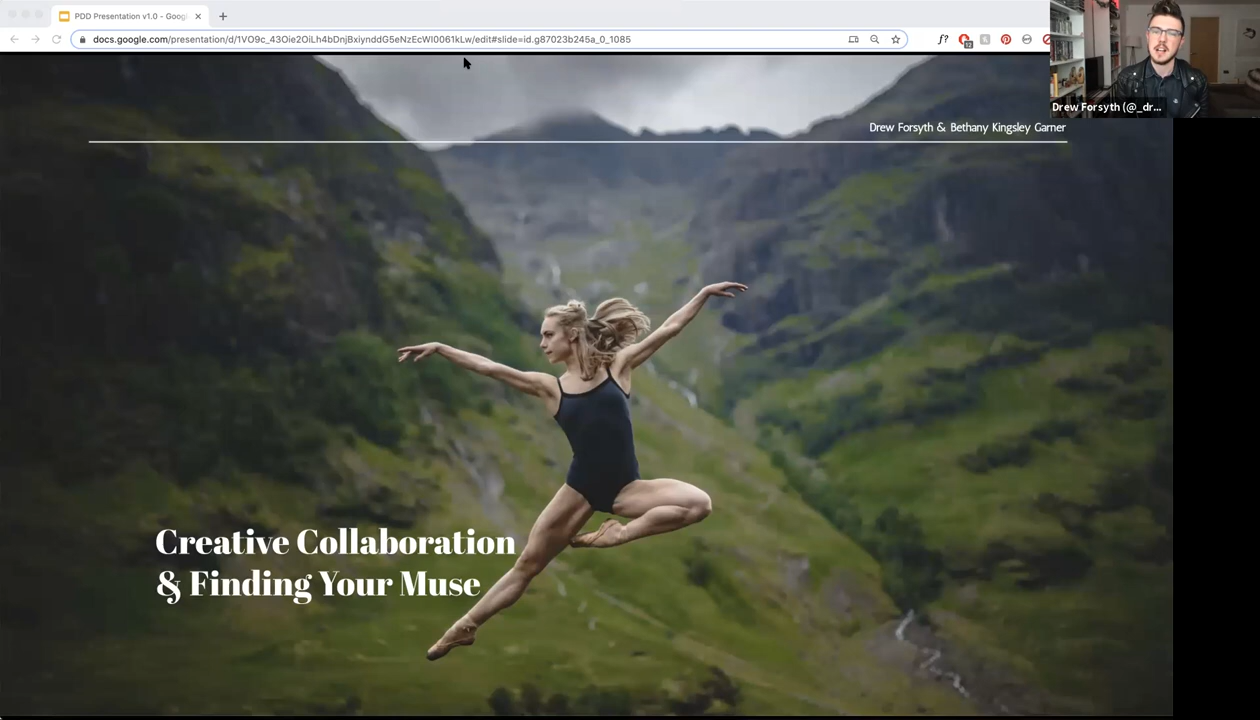 PDD Presentation v1.0 - Goog
docs.google.com/presentation/d/1VO9c_43Oie2OiLh4bDnjBxiynddG5eNzEcWI0061kLw/edit#slide=id.g87023b245a_0_1085
f?
12
Drew Forsyth (@_dr...
Drew Forsyth & Bethany Kingsley Garner
Creative Collaboration
& Finding Your Muse